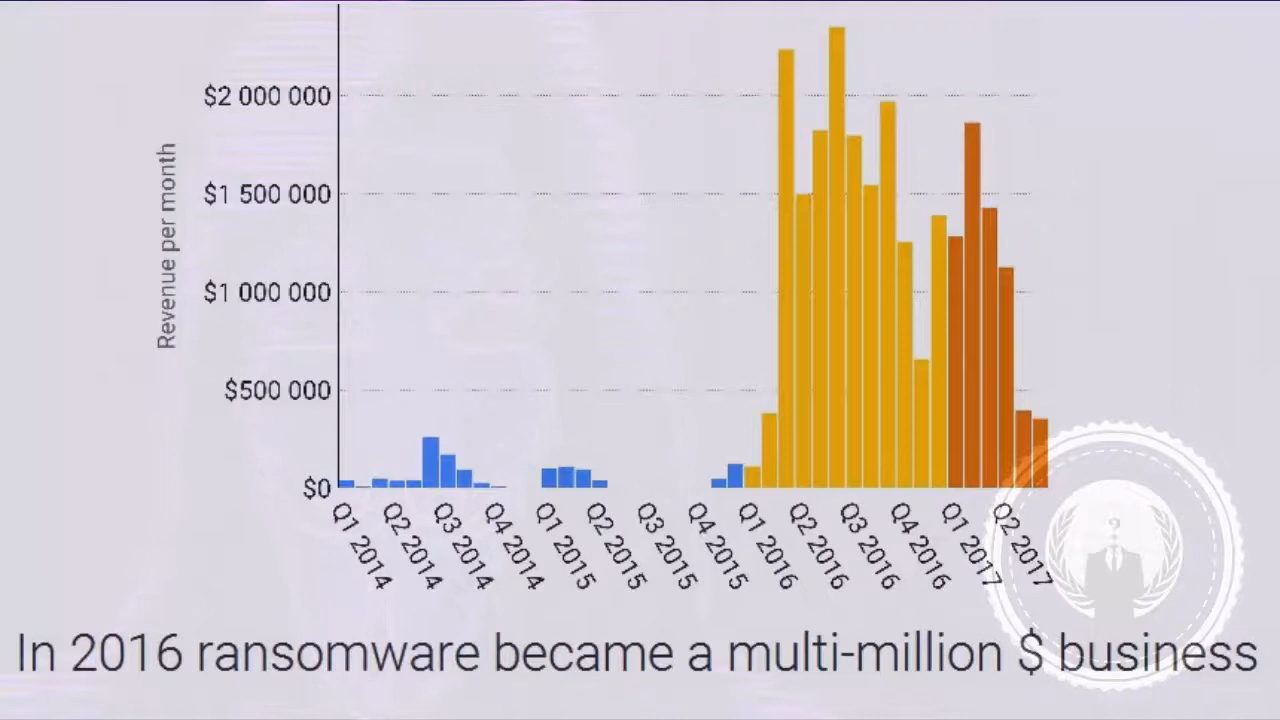 $2 000 000
$1 500 000
$1 000 000
$500 000
$0
Revenue per month
Q1 2014
Q2 2014
Q3 2014
Q4 2014
Q1 2015
Q2 2015
Q3 2015
Q4 2015
Q1 2016
Q2 2016
Q3 2016
Q4 2016
Q1 2017
Q2 2017
In 2016 ransomware became a multi-million $ business
?